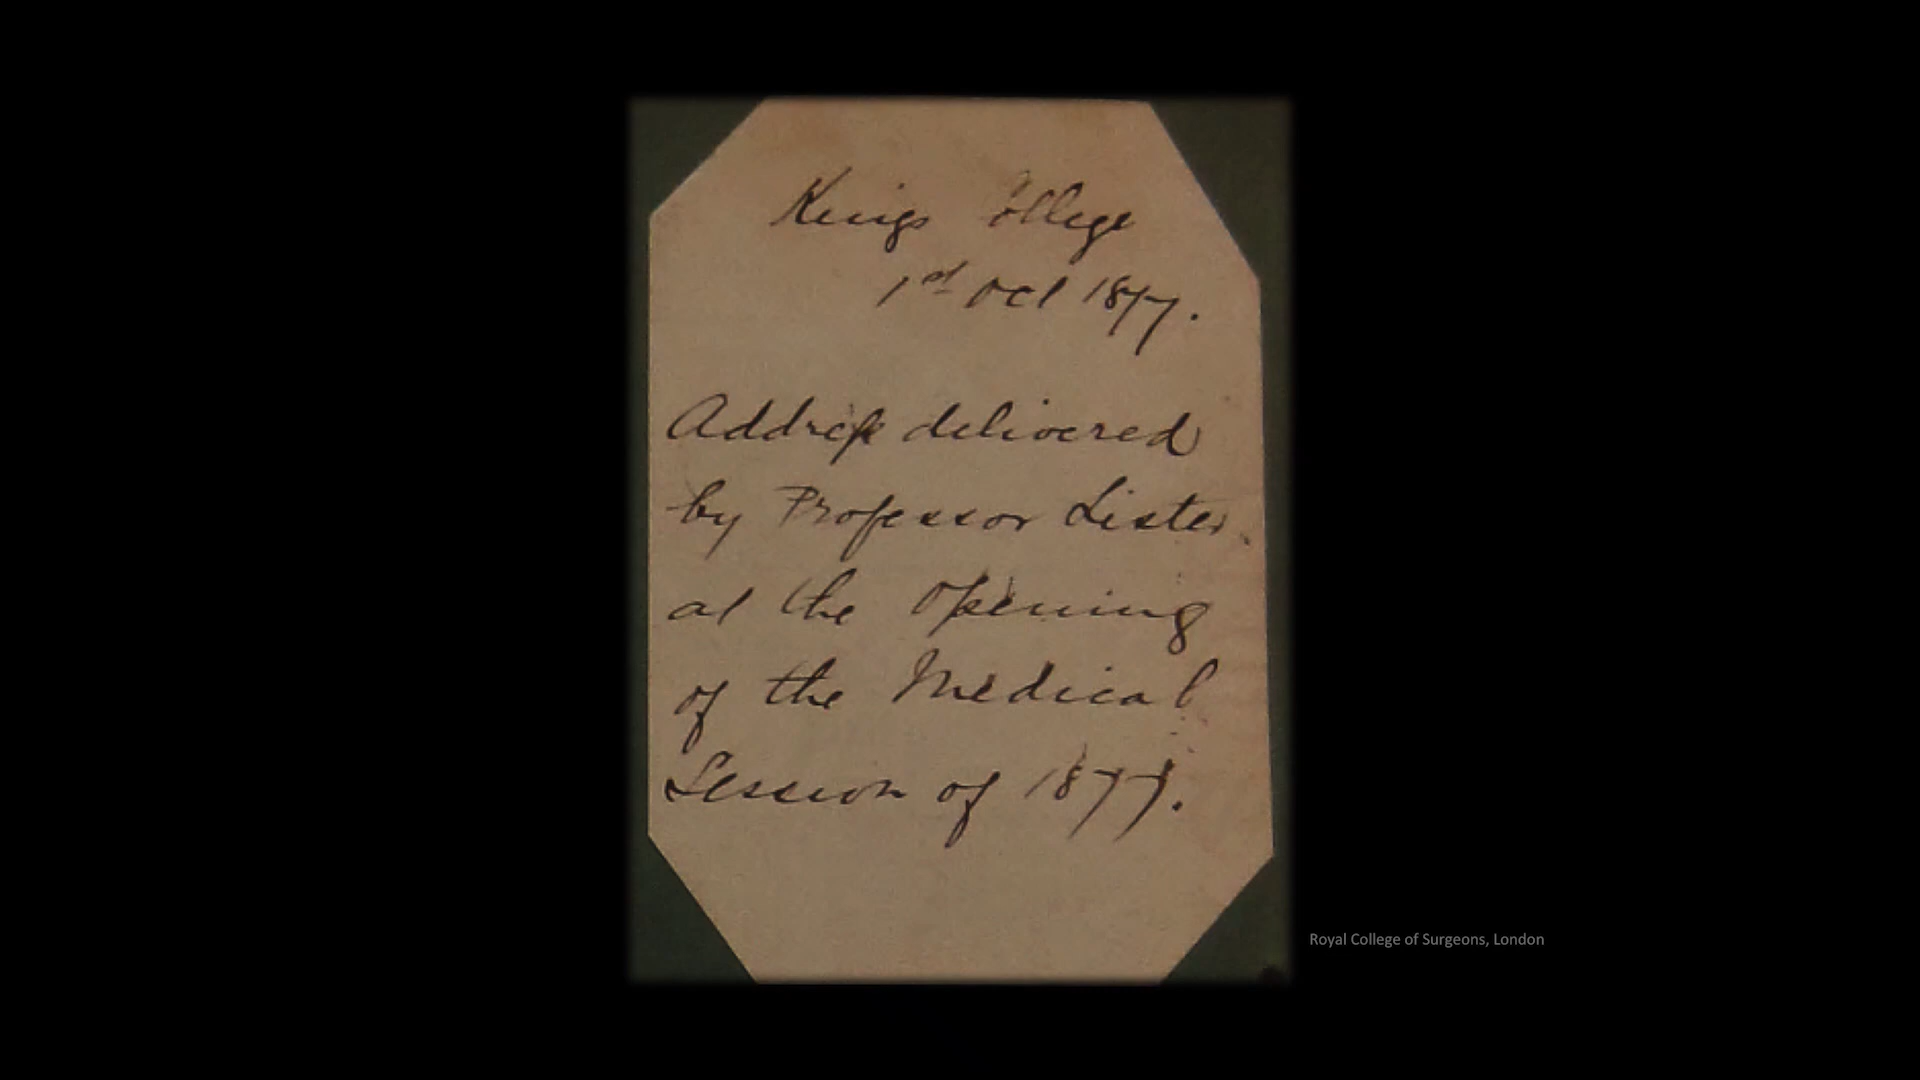 Kings College
1st Oct 1877.
Address delivered
by Professor Lister
at the Opening
of the Medical
Session of 1877.
Royal College of Surgeons, London